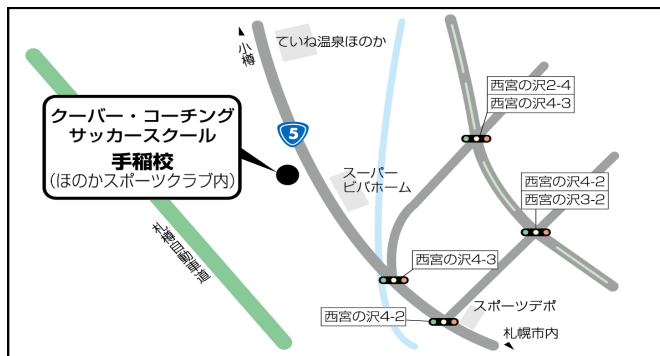 小樽
ていね温泉ほのか
クーバー・コーチング
サッカースクール
手稲校
(ほのかスポーツクラブ内)
5
スーパー
ビバホーム
西宮の沢2-4
西宮の沢4-3
西宮の沢4-2
西宮の沢3-2
札樽自動車道
西宮の沢4-3
西宮の沢4-2
スポーツデポ
札幌市内